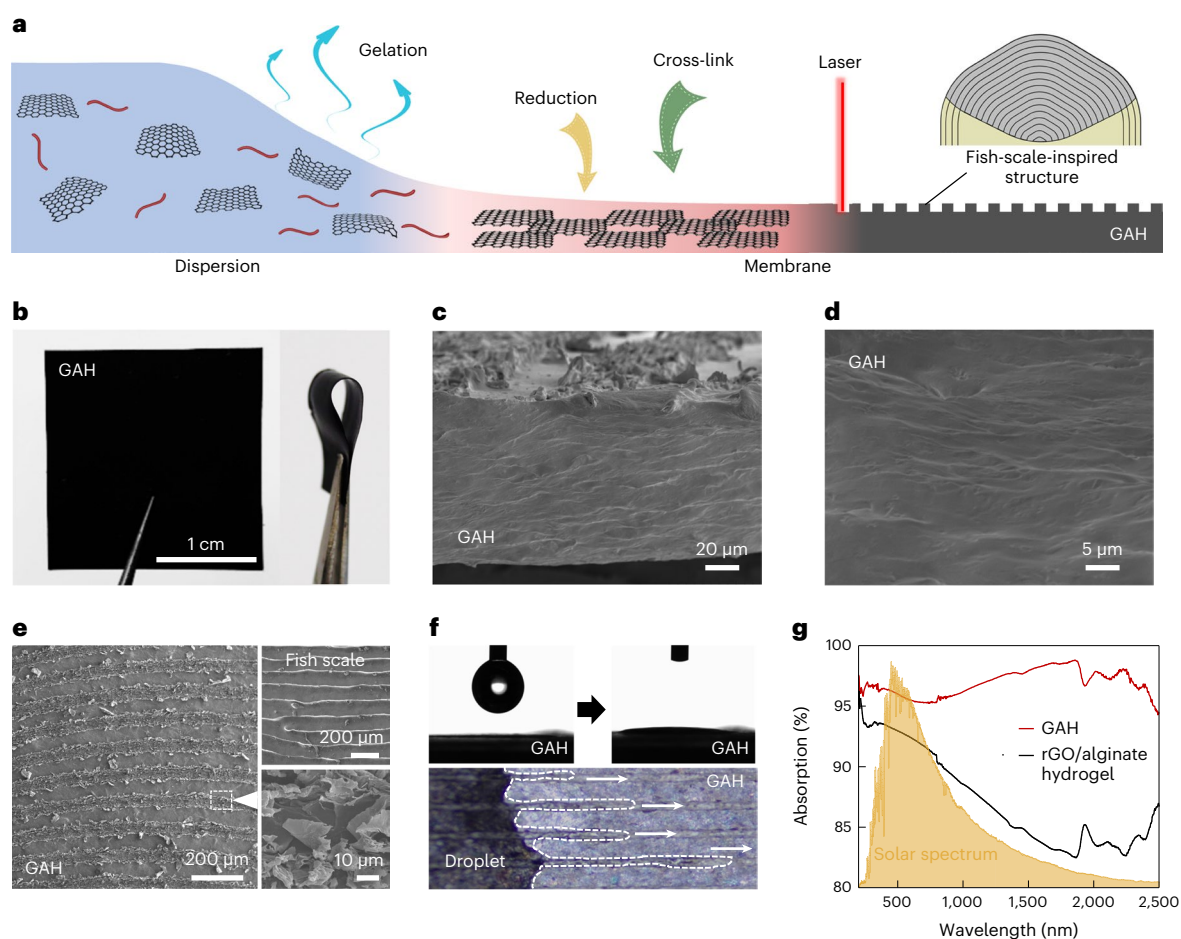 a
Gelation
Reduction
Cross-link
Laser
Fish-scale-inspired
structure
GAH
Dispersion
Membrane
b
GAH
1 cm
c
GAH
20 µm
d
GAH
5 µm
e
GAH
200 µm
Fish scale
200 µm
10 µm
f
GAH
GAH
GAH
Droplet
g
100
95
90
85
80
Absorption (%)
GAH
rGO/alginate
hydrogel
Solar spectrum
500
1,000
1,500
2,000
2,500
Wavelength (nm)